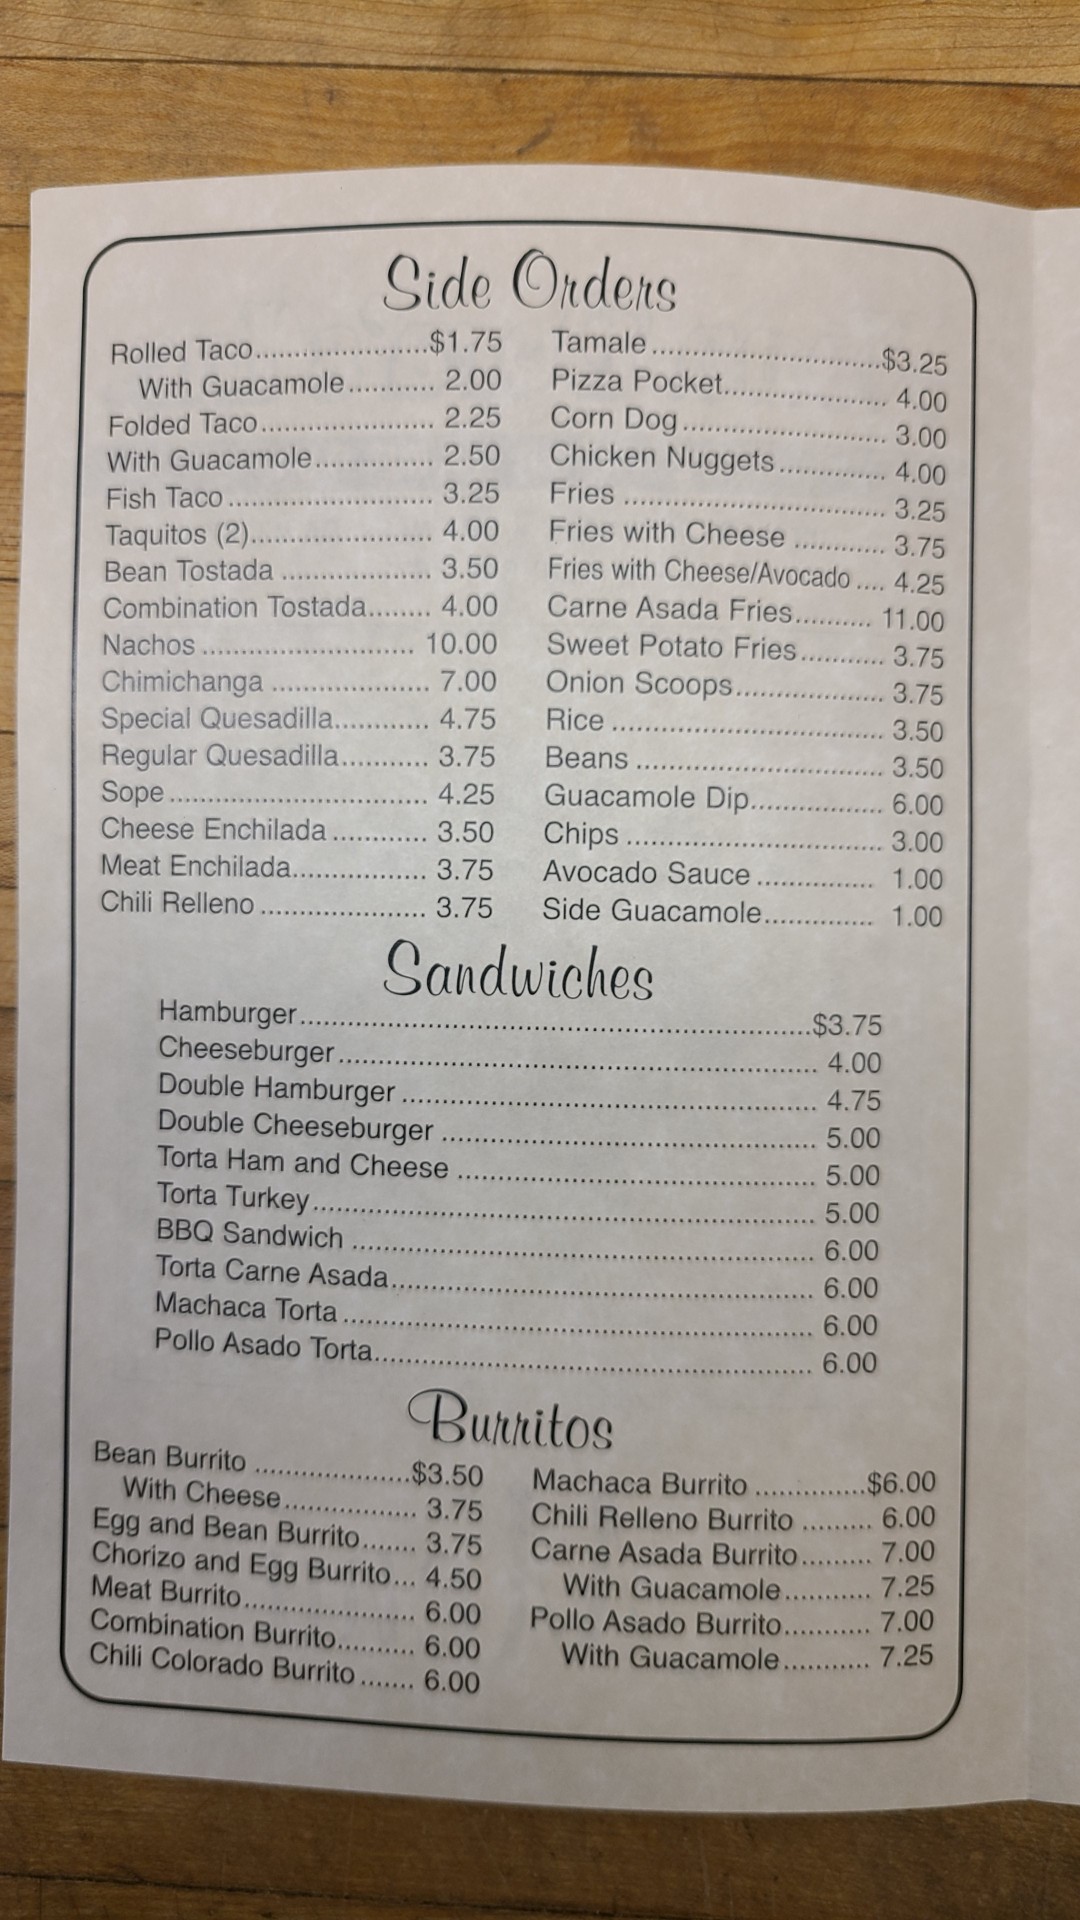 Side Orders
Rolled Taco......................$1.75
With Guacamole........... 2.00
Folded Taco...................... 2.25
With Guacamole............... 2.50
Fish Taco .......................... 3.25
Taquitos (2)....................... 4.00
Bean Tostada ................... 3.50
Combination Tostada........ 4.00
Nachos ........................... 10.00
Chimichanga .................... 7.00
Special Quesadilla............ 4.75
Regular Quesadilla........... 3.75
Sope ................................. 4.25
Cheese Enchilada ............ 3.50
Meat Enchilada................. 3.75
Chili Relleno ..................... 3.75
Tamale .............................$3.25
Pizza Pocket..................... 4.00
Corn Dog .......................... 3.00
Chicken Nuggets .............. 4.00
Fries ................................. 3.25
Fries with Cheese ............ 3.75
Fries with Cheese/Avocado .... 4.25
Carne Asada Fries.......... 11.00
Sweet Potato Fries ........... 3.75
Onion Scoops................... 3.75
Rice .................................. 3.50
Beans ............................... 3.50
Guacamole Dip................. 6.00
Chips ................................ 3.00
Avocado Sauce ............... 1.00
Side Guacamole.............. 1.00
Sandwiches
Hamburger................................................................$3.75
Cheeseburger ............................................................ 4.00
Double Hamburger .................................................... 4.75
Double Cheeseburger ............................................... 5.00
Torta Ham and Cheese ............................................. 5.00
Torta Turkey............................................................... 5.00
BBQ Sandwich .......................................................... 6.00
Torta Carne Asada..................................................... 6.00
Machaca Torta ........................................................... 6.00
Pollo Asado Torta....................................................... 6.00
Burritos
Bean Burrito ....................$3.50
With Cheese................. 3.75
Egg and Bean Burrito....... 3.75
Chorizo and Egg Burrito... 4.50
Meat Burrito...................... 6.00
Combination Burrito.......... 6.00
Chili Colorado Burrito ....... 6.00
Machaca Burrito ..............$6.00
Chili Relleno Burrito ......... 6.00
Carne Asada Burrito......... 7.00
With Guacamole........... 7.25
Pollo Asado Burrito........... 7.00
With Guacamole........... 7.25